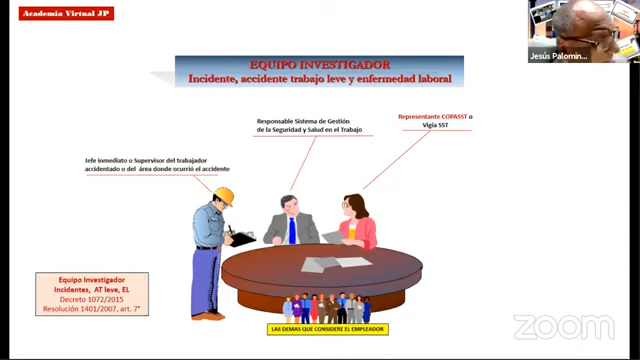 Academia Virtual JP
EQUIPO INVESTIGADOR
Incidente, accidente trabajo leve y enfermedad laboral
Responsable Sistema de Gestión
de la Seguridad y Salud en el Trabajo
Representante COPASST o
Vigía SST
Jefe inmediato o Supervisor del trabajador
accidentado o del área donde ocurrió el accidente
Equipo Investigador
Incidentes, AT leve, EL
Decreto 1072/2015
Resolución 1401/2007, art. 7°
LAS DEMAS QUE CONSIDERE EL EMPLEADOR
Jesús Palomin...
zoom